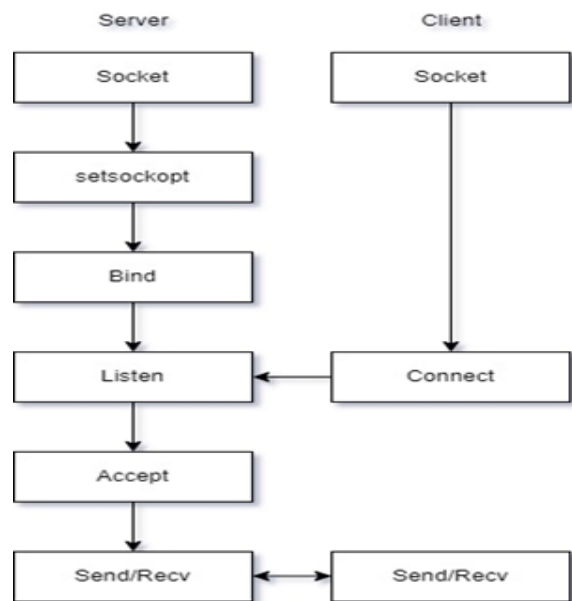 Server
Client
Socket
Socket
setsockopt
Bind
Listen
Connect
Accept
Send/Recv
Send/Recv